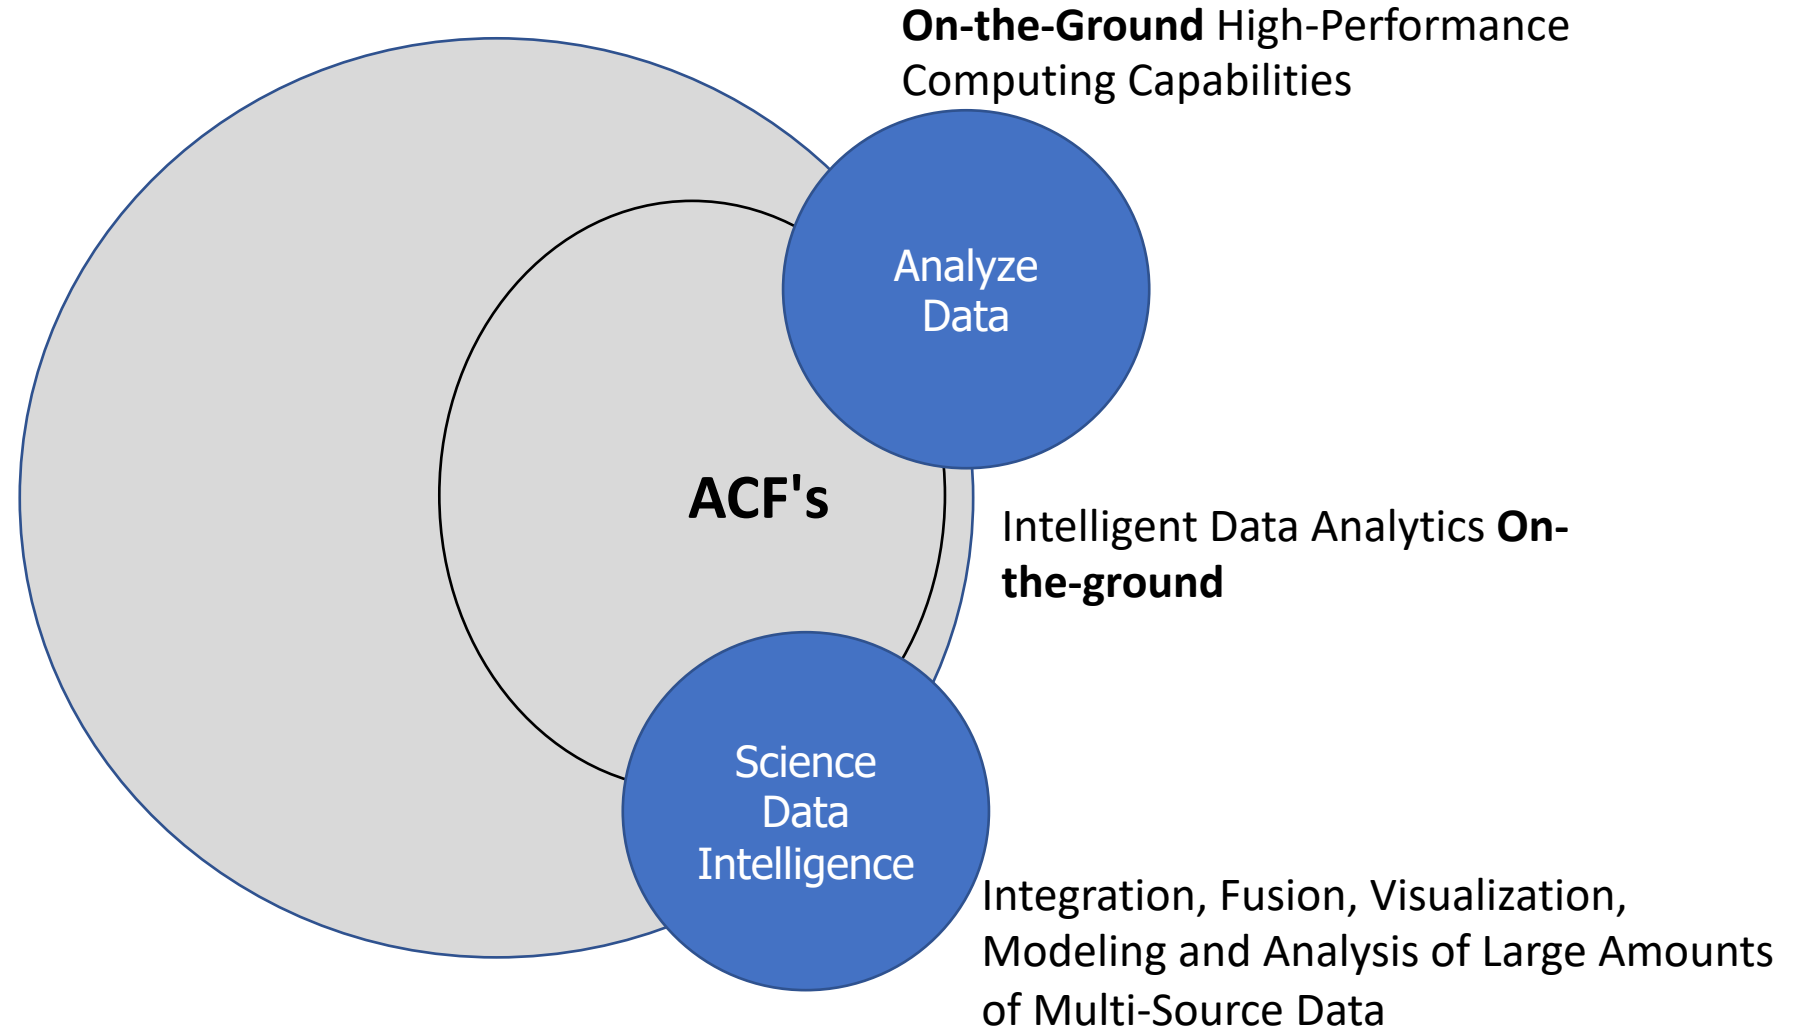 On-the-Ground High-Performance
Computing Capabilities
Analyze
Data
ACF's
Intelligent Data Analytics On-
the-ground
Science
Data
Intelligence
Integration, Fusion, Visualization,
Modeling and Analysis of Large Amounts
of Multi-Source Data